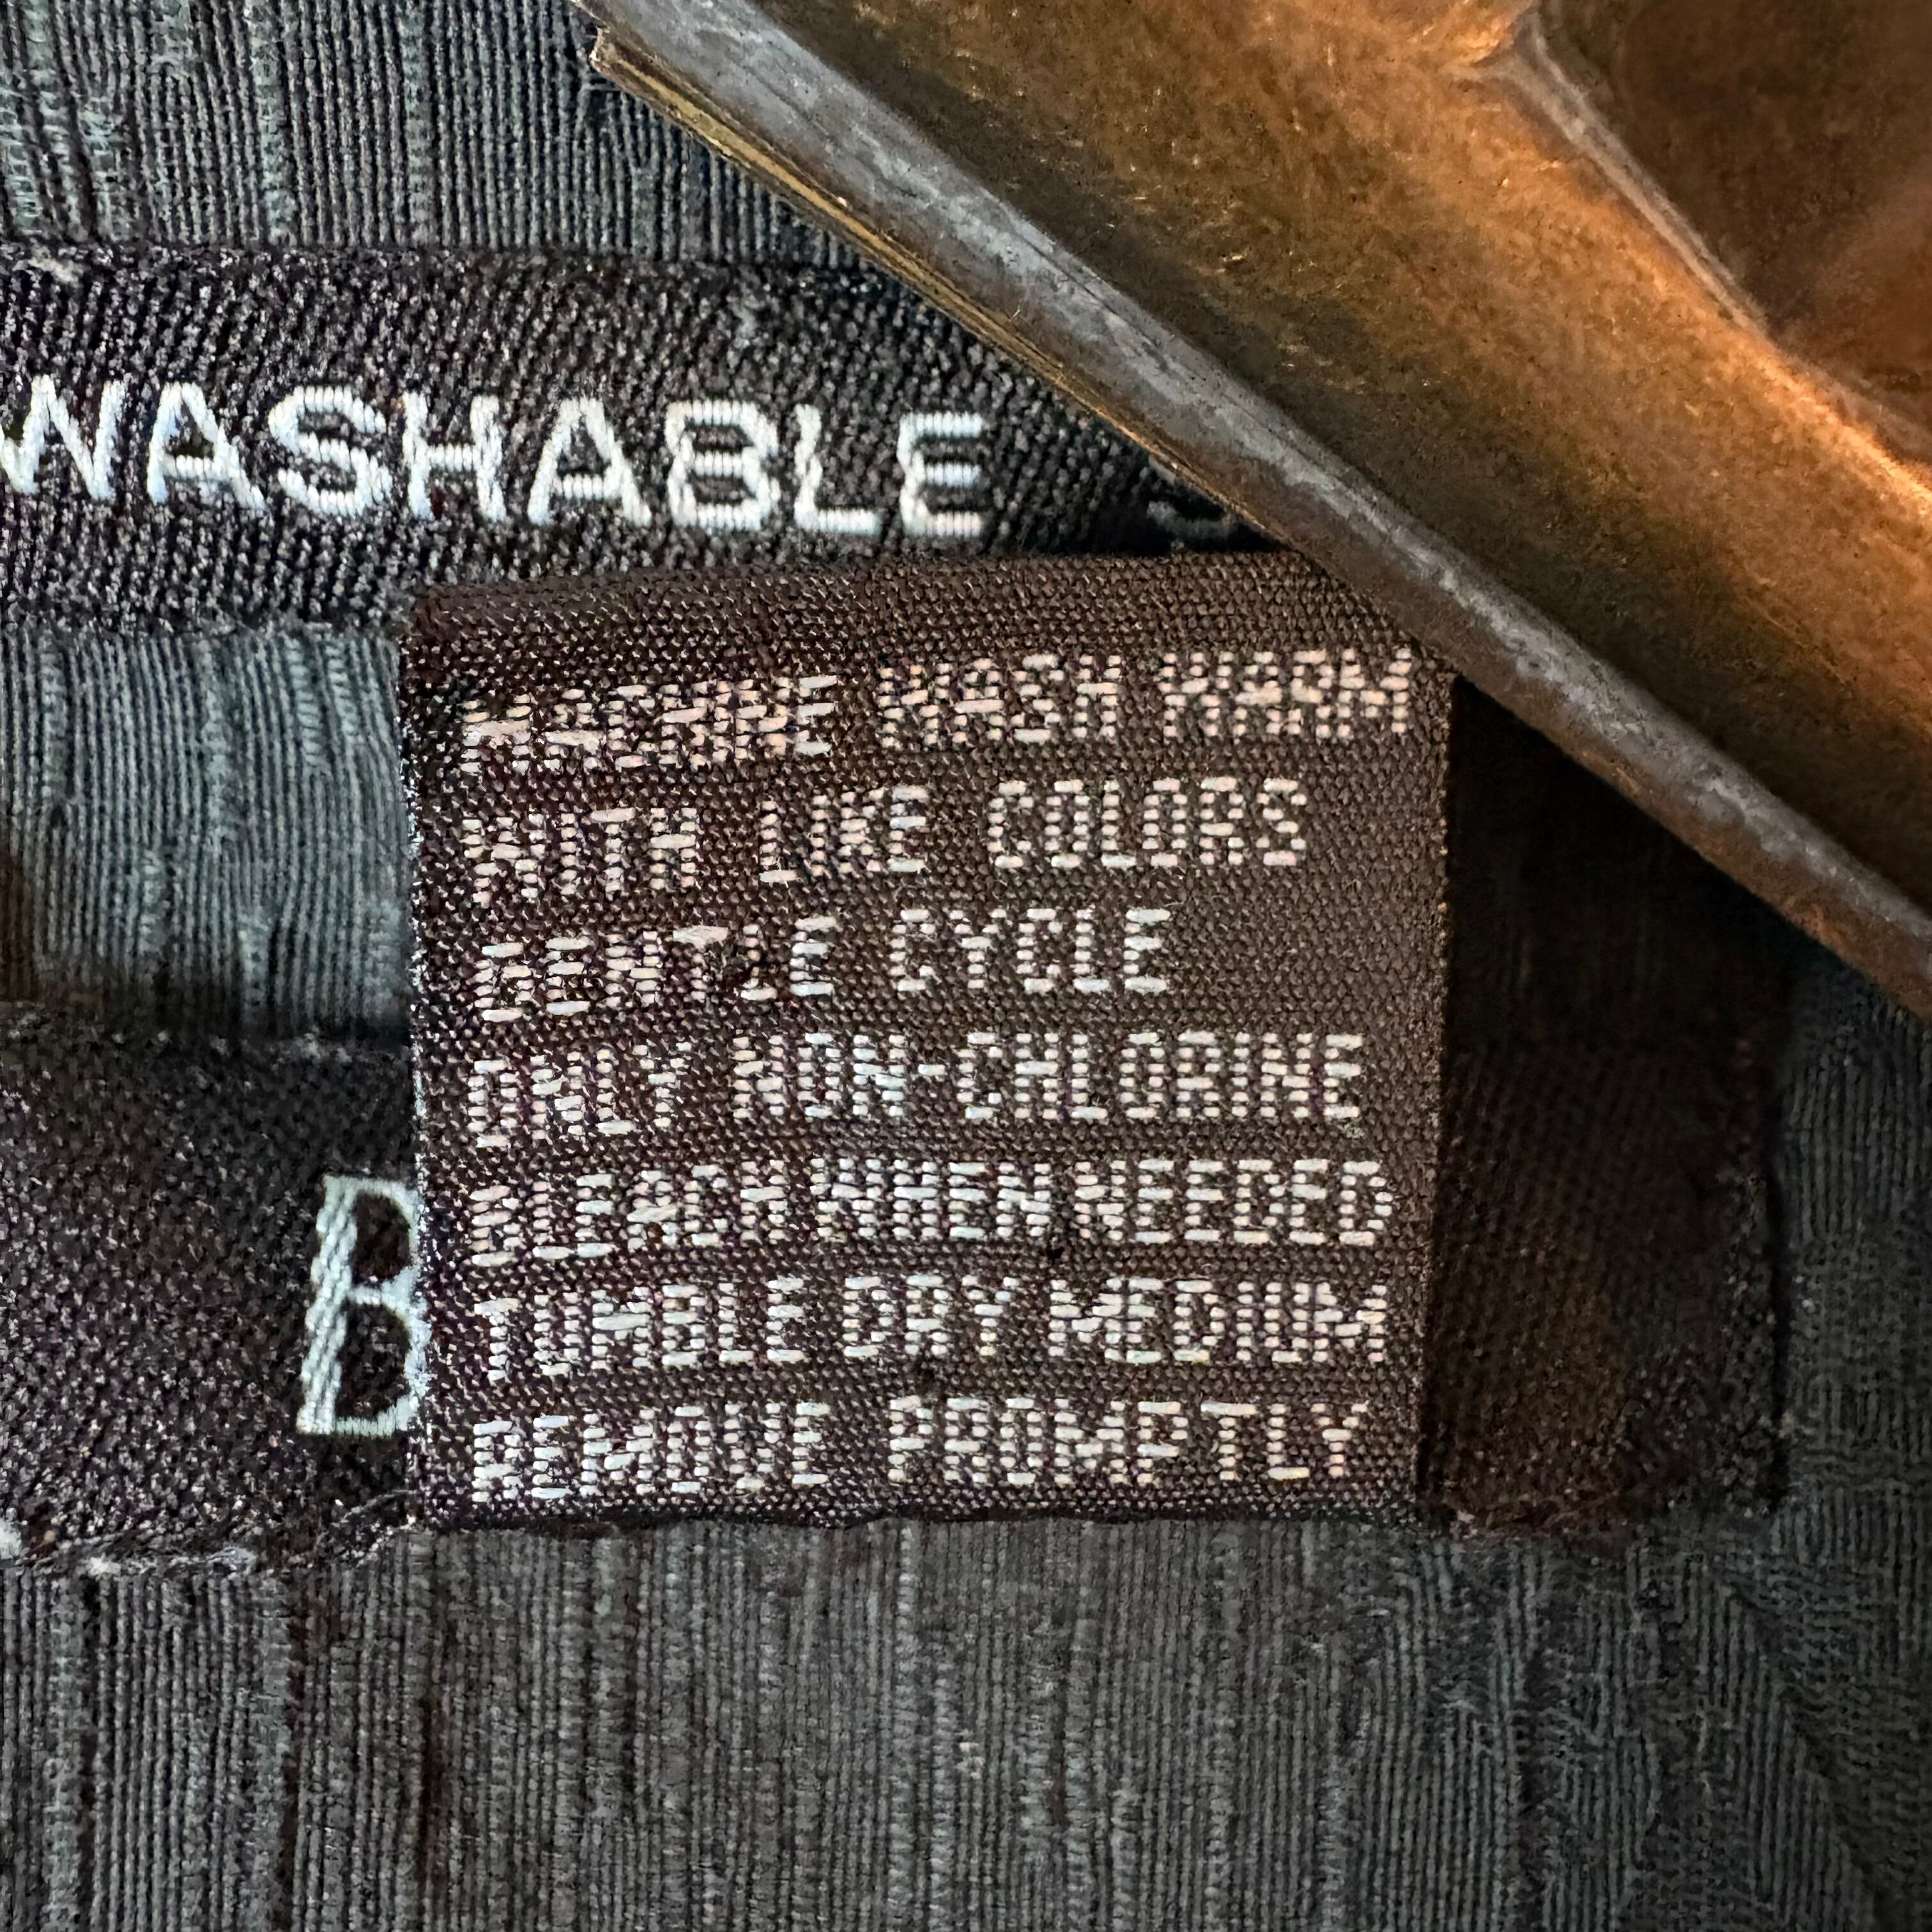 WASHABLE S
MACHINE WASH WARM
WITH LIKE COLORS
GENTLE CYCLE
ONLY NON-CHLORINE
BLEACH WHEN NEEDED
TUMBLE DRY MEDIUM
REMOVE PROMPTLY
B